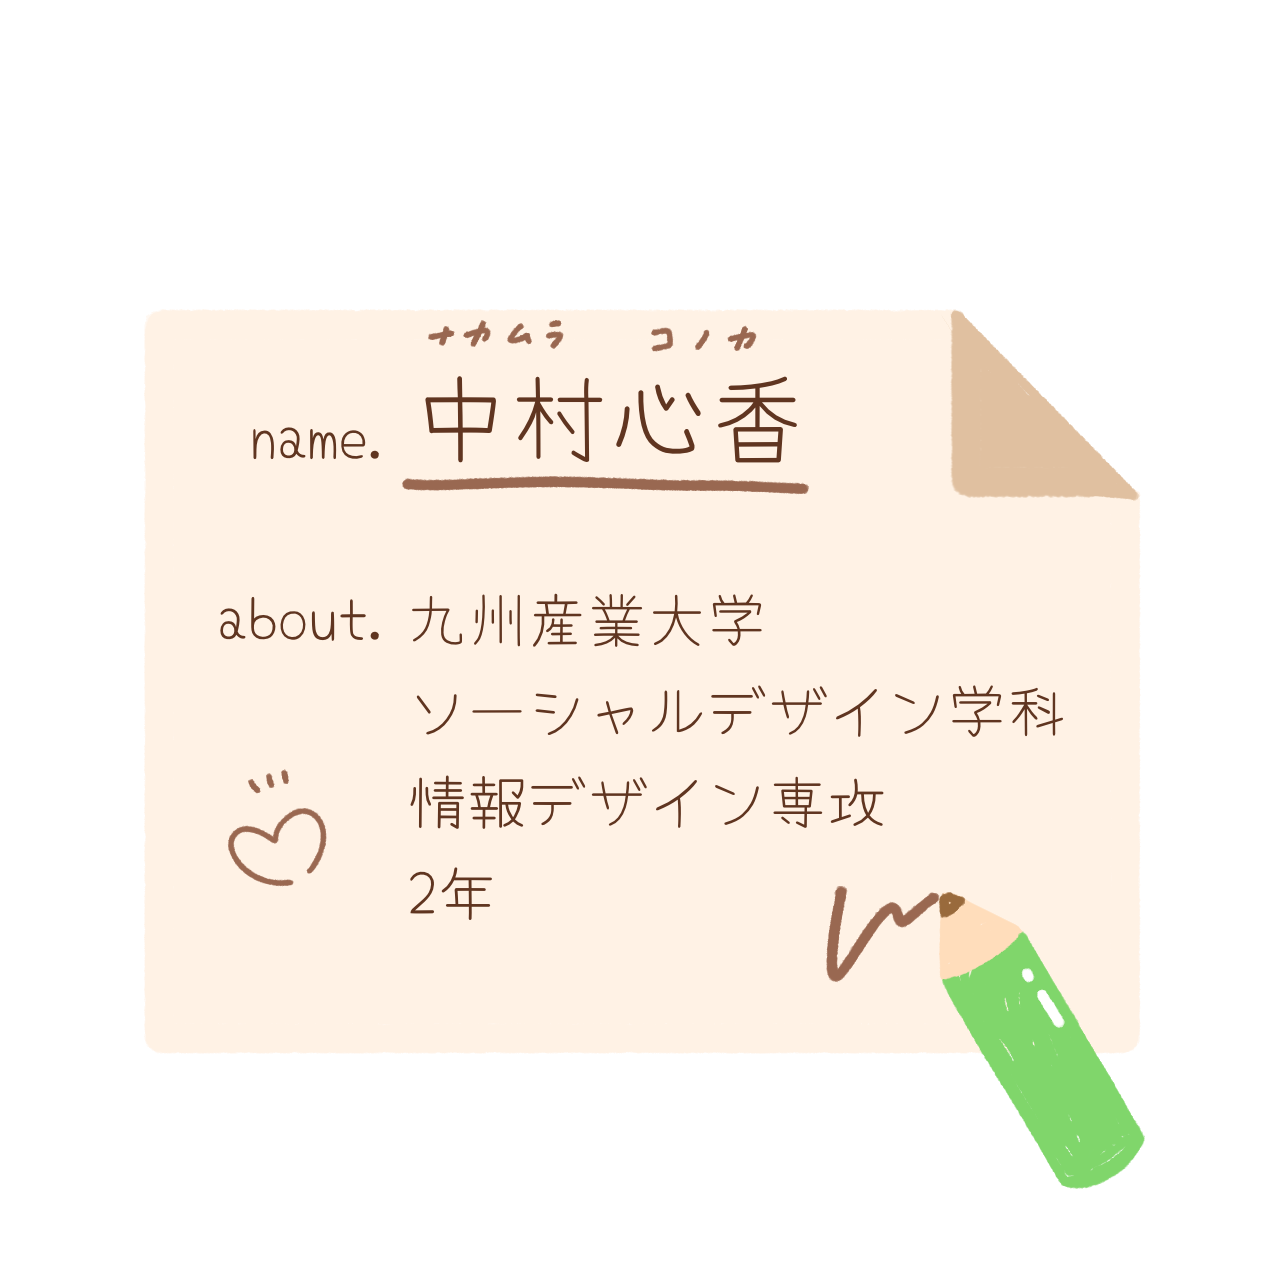 ナカムラ コノカ
name. 中村心香
about. 九州産業大学
ソーシャルデザイン学科
情報デザイン専攻
2年